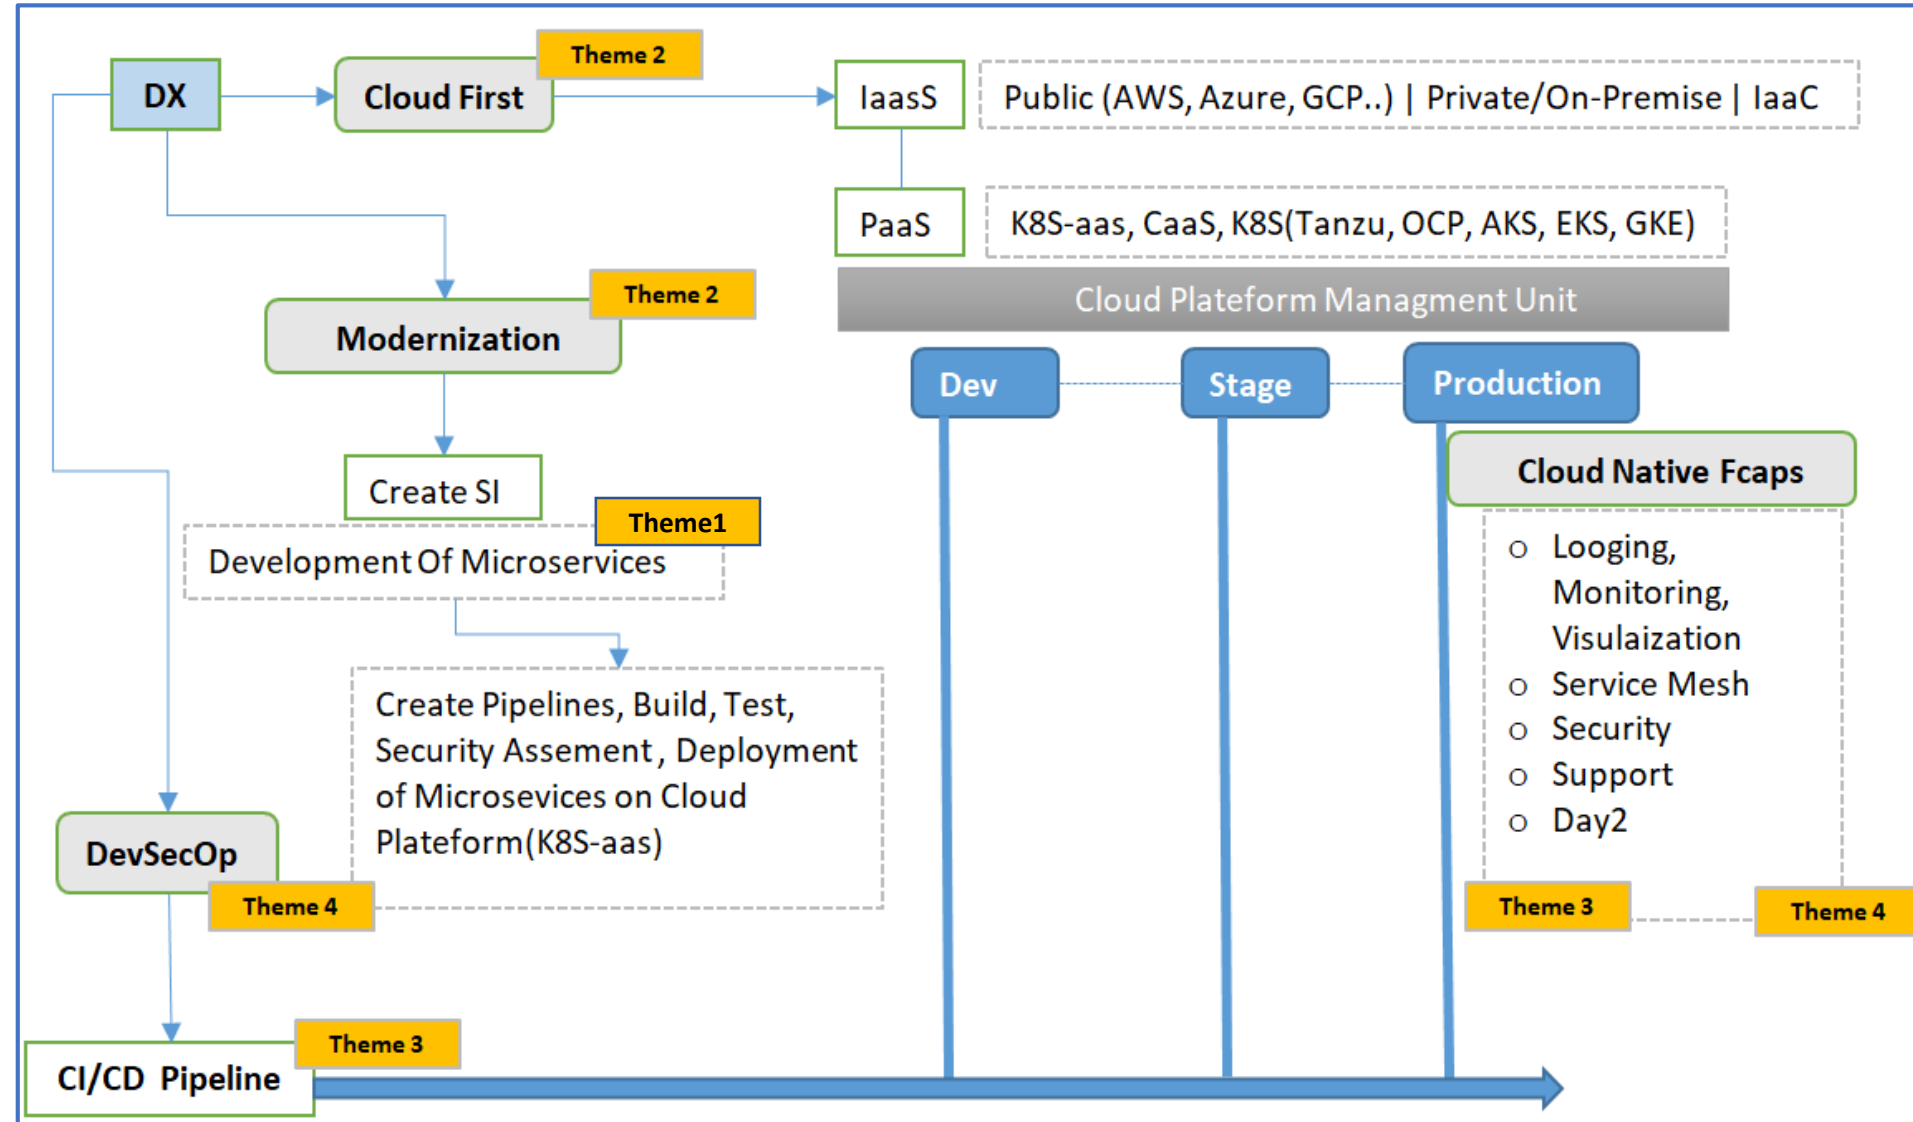 Theme 2
DX
Cloud First
IaasS
Public (AWS, Azure, GCP..) | Private/On-Premise | IaaC
PaaS
K8S-aas, CaaS, K8S(Tanzu, OCP, AKS, EKS, GKE)
Theme 2
Modernization
Cloud Plateform Managment Unit
Dev
Stage
Production
Create SI
Theme1
Development Of Microservices
Cloud Native Fcaps
o Looging,
Monitoring,
Visulaization
o Service Mesh
o Security
o Support
o Day2
Theme 3
Theme 4
Create Pipelines, Build, Test,
Security Assement , Deployment
of Microsevices on Cloud
Plateform(K8S-aas)
DevSecOp
Theme 4
Theme 3
CI/CD Pipeline